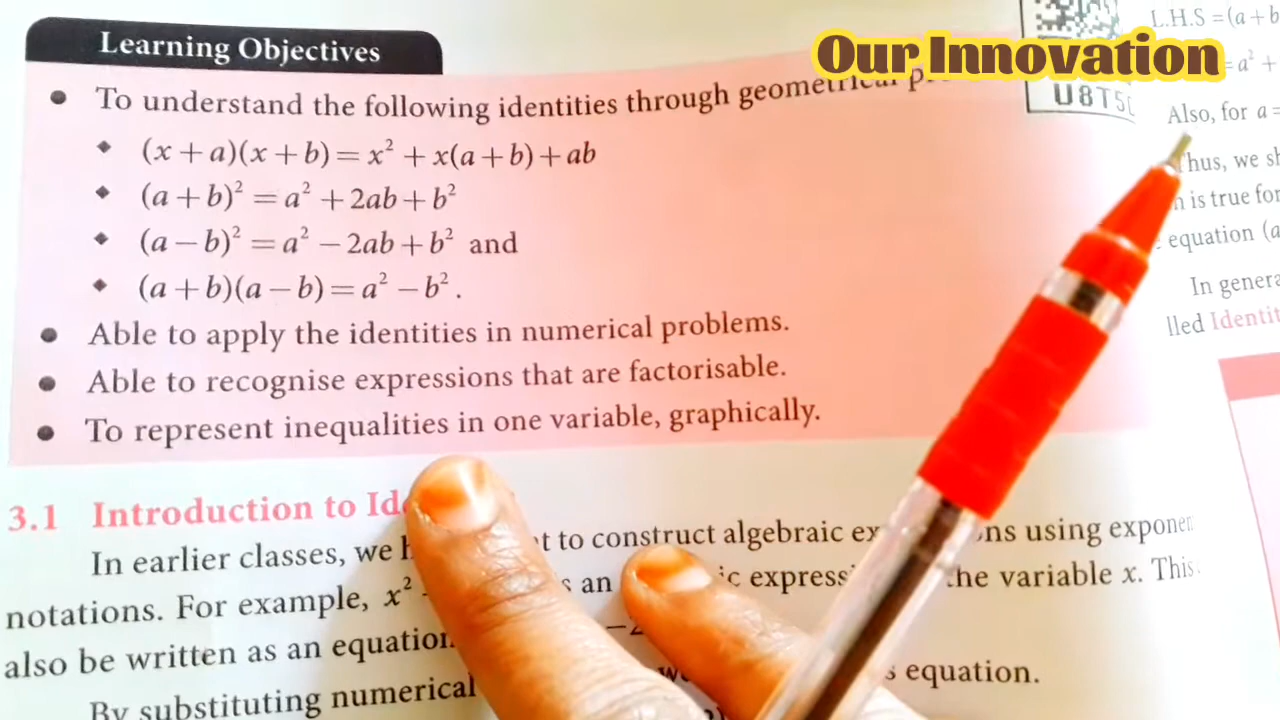 Our Innovation
Learning Objectives
• To understand the following identities through geometrical
◆ (x + a)(x + b) = x² + x(a + b) + ab
◆ (a + b)² = a² + 2ab + b²
◆ (a − b)² = a² − 2ab + b² and
◆ (a + b)(a − b) = a² − b².
• Able to apply the identities in numerical problems.
• Able to recognise expressions that are factorisable.
• To represent inequalities in one variable, graphically.
3.1 Introduction to
In earlier classes, we to construct algebraic using
notations. For example, x² an the variable x. This
also be written as an equation
By substituting numerical equation.
L.H.S = (a + b
= a² +
Also, for a =
Thus, we
is true for
equation (a
In
Identit